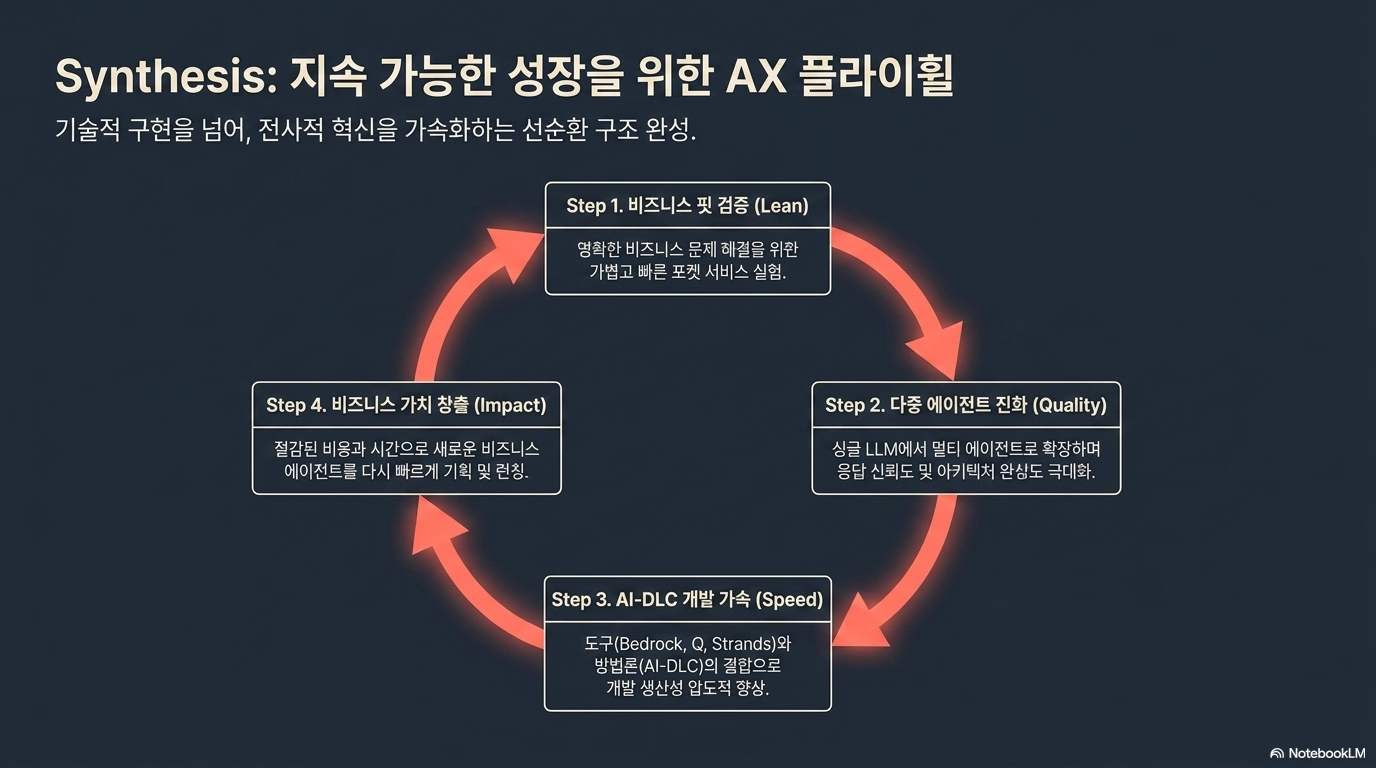 Synthesis: 지속 가능한 성장을 위한 AX 플라이휠
기술적 구현을 넘어, 전사적 혁신을 가속화하는 선순환 구조 완성.
Step 1. 비즈니스 핏 검증 (Lean)
명확한 비즈니스 문제 해결을 위한
가볍고 빠른 포켓 서비스 실험.
Step 2. 다중 에이전트 진화 (Quality)
싱글 LLM에서 멀티 에이전트로 확장하며
응답 신뢰도 및 아키텍처 완성도 극대화.
Step 3. AI-DLC 개발 가속 (Speed)
도구(Bedrock, Q, Strands)와
방법론(AI-DLC)의 결합으로
개발 생산성 압도적 향상.
Step 4. 비즈니스 가치 창출 (Impact)
절감된 비용과 시간으로 새로운 비즈니스
에이전트를 다시 빠르게 기획 및 런칭.
NotebookLM